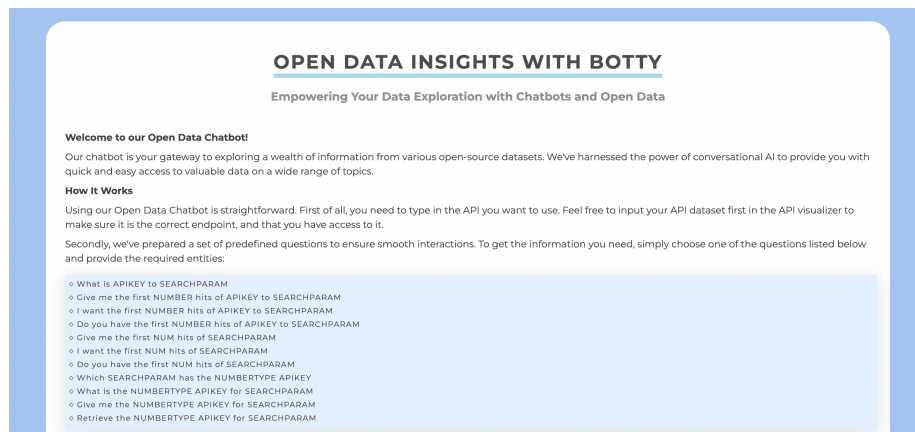 OPEN DATA INSIGHTS WITH BOTTY
Empowering Your Data Exploration with Chatbots and Open Data
Welcome to our Open Data Chatbot!
Our chatbot is your gateway to exploring a wealth of information from various open-source datasets. We've harnessed the power of conversational AI to provide you with
quick and easy access to valuable data on a wide range of topics.
How It Works
Using our Open Data Chatbot is straightforward. First of all, you need to type in the API you want to use. Feel free to input your API dataset first in the API visualizer to
make sure it is the correct endpoint, and that you have access to it.
Secondly, we've prepared a set of predefined questions to ensure smooth interactions. To get the information you need, simply choose one of the questions listed below
and provide the required entities:
⋄ What is APIKEY to SEARCHPARAM
⋄ Give me the first NUMBER hits of APIKEY to SEARCHPARAM
⋄ I want the first NUMBER hits of APIKEY to SEARCHPARAM
⋄ Do you have the first NUMBER hits of APIKEY to SEARCHPARAM
⋄ Give me the first NUM hits of SEARCHPARAM
⋄ I want the first NUM hits of SEARCHPARAM
⋄ Do you have the first NUM hits of SEARCHPARAM
⋄ Which SEARCHPARAM has the NUMBERTYPE APIKEY
⋄ What is the NUMBERTYPE APIKEY for SEARCHPARAM
⋄ Give me the NUMBERTYPE APIKEY for SEARCHPARAM
⋄ Retrieve the NUMBERTYPE APIKEY for SEARCHPARAM